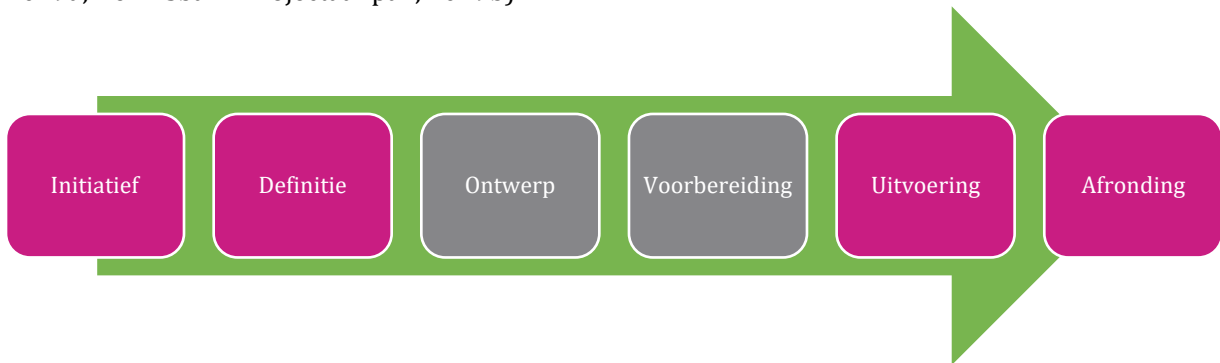 Initiatief
Definitie
Ontwerp
Voorbereiding
Uitvoering
Afronding